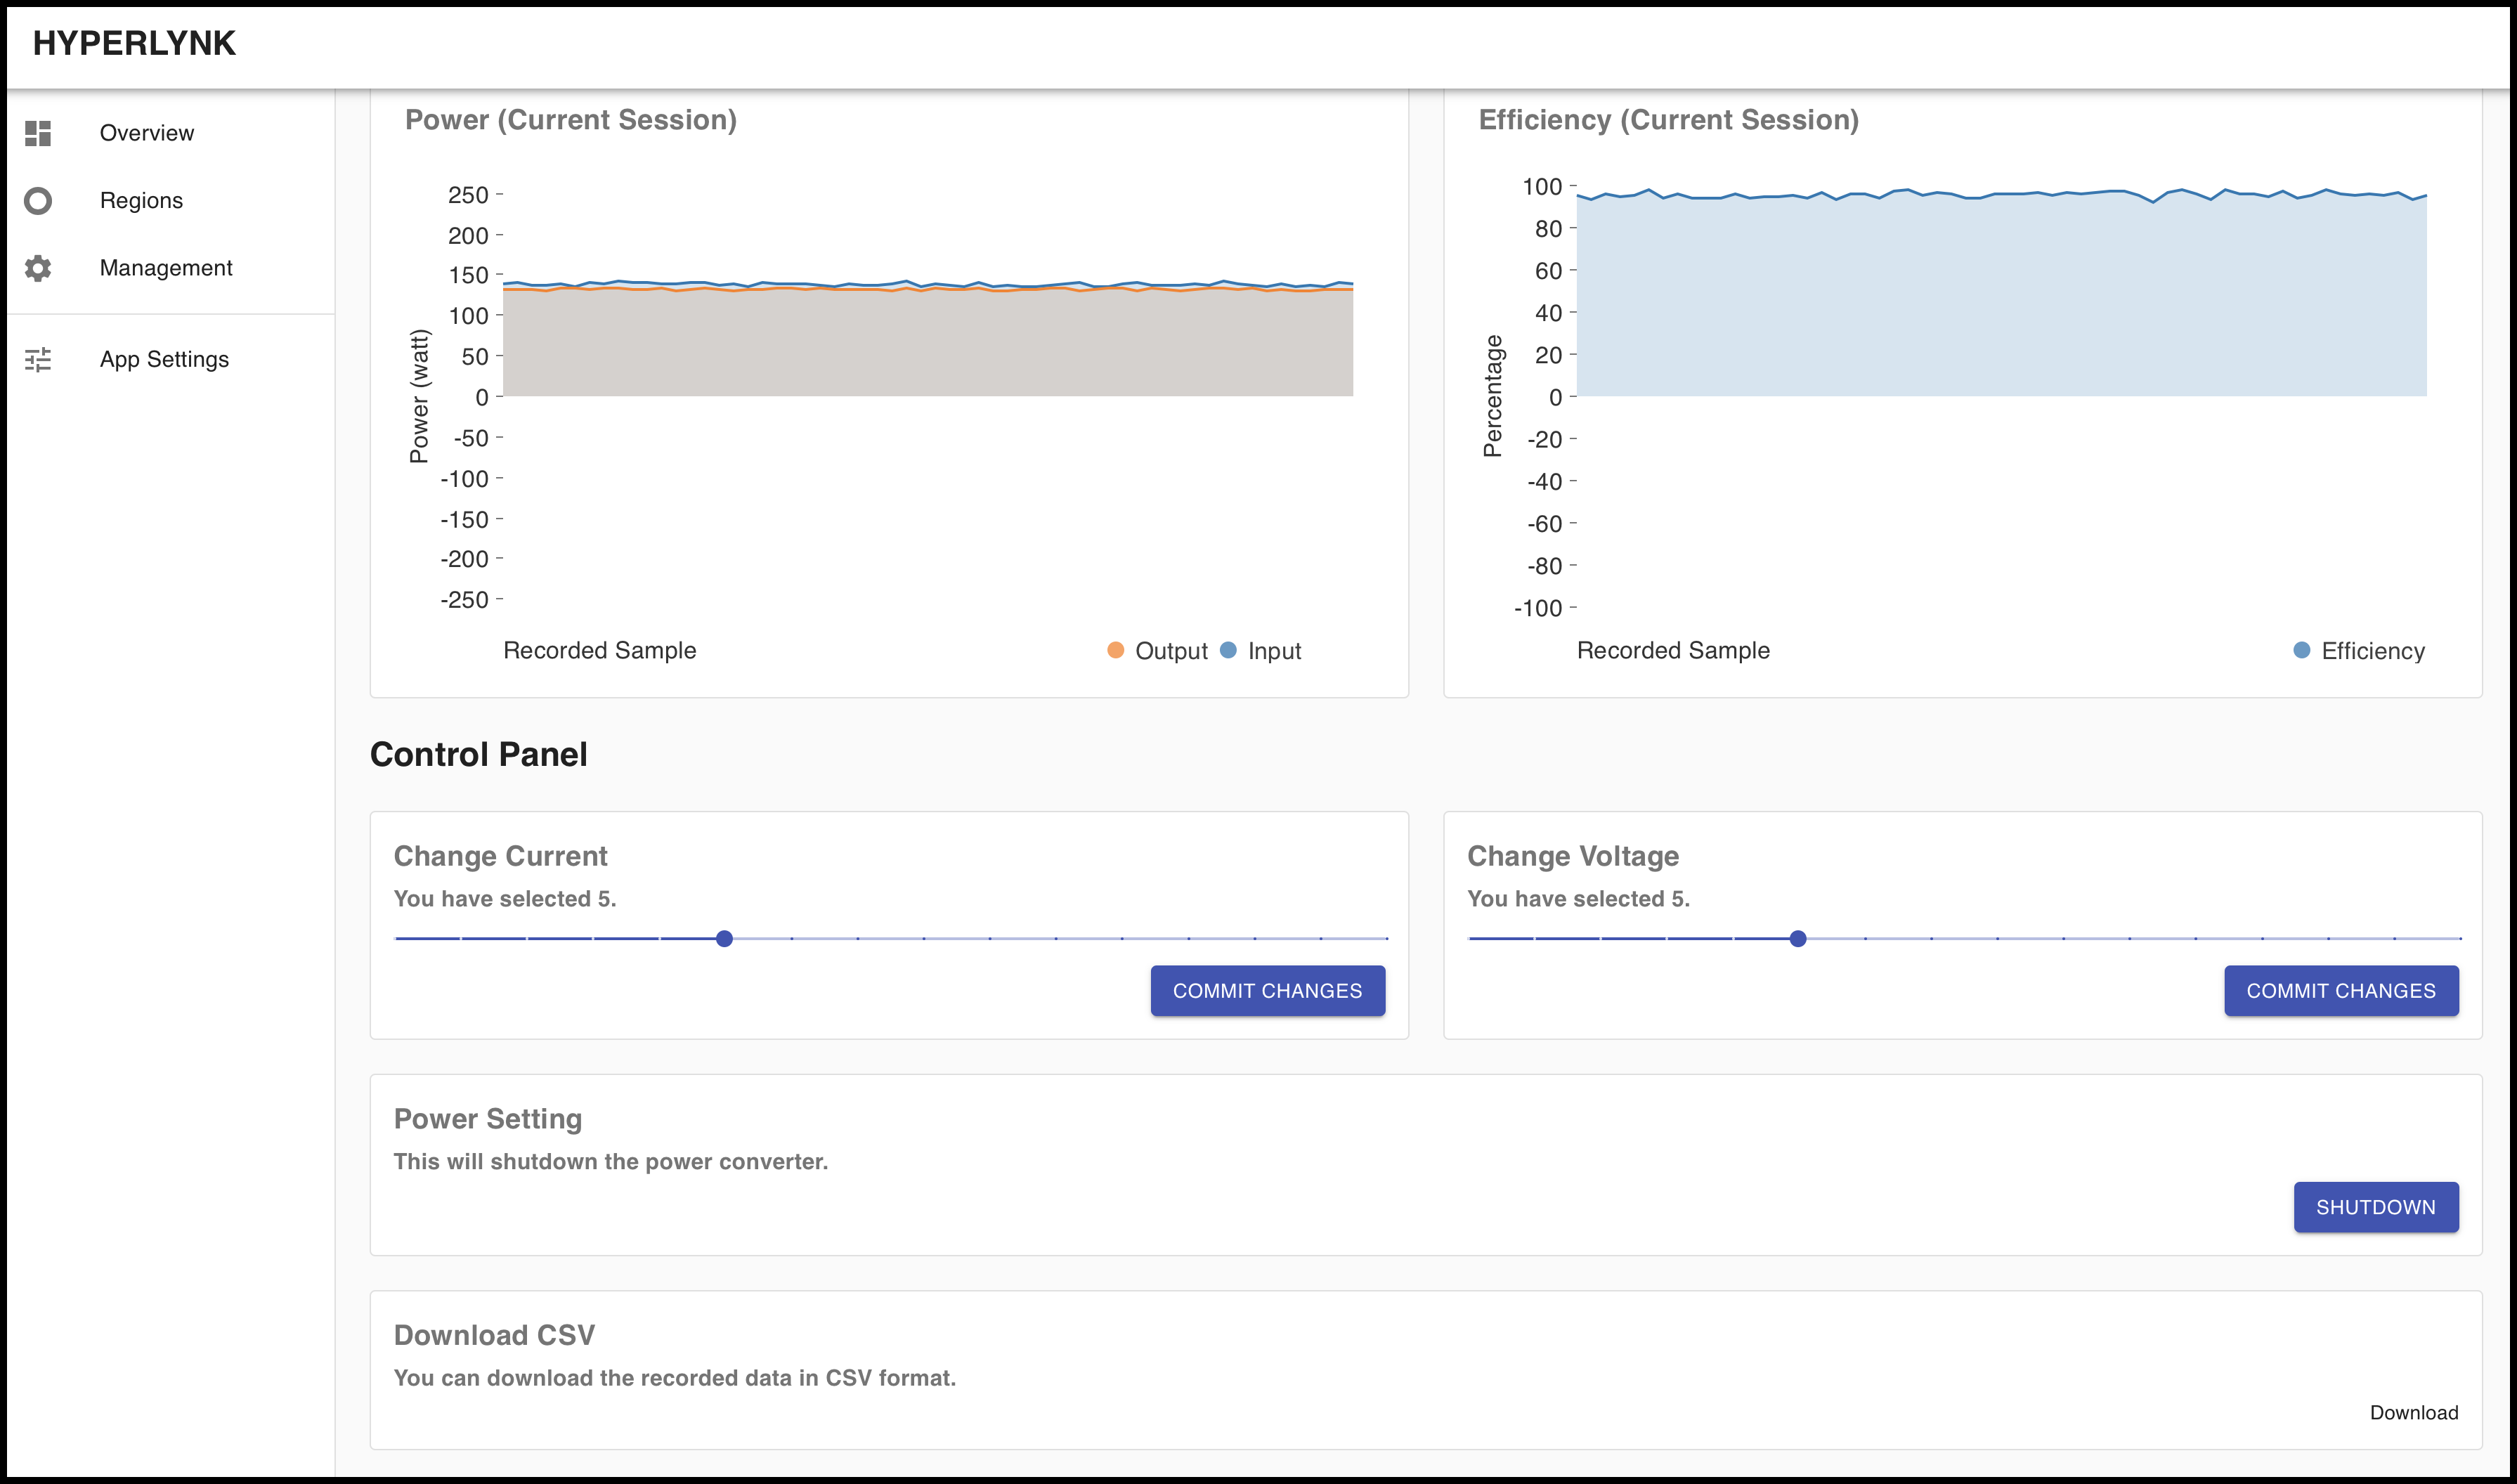 HYPERLYNK
Overview
Regions
Management
App Settings
Power (Current Session)
250
200
150
100
50
0
-50
-100
-150
-200
-250
Power (watt)
Recorded Sample
Output
Input
Efficiency (Current Session)
100
80
60
40
20
0
-20
-40
-60
-80
-100
Percentage
Recorded Sample
Efficiency
Control Panel
Change Current
You have selected 5.
COMMIT CHANGES
Change Voltage
You have selected 5.
COMMIT CHANGES
Power Setting
This will shutdown the power converter.
SHUTDOWN
Download CSV
You can download the recorded data in CSV format.
Download